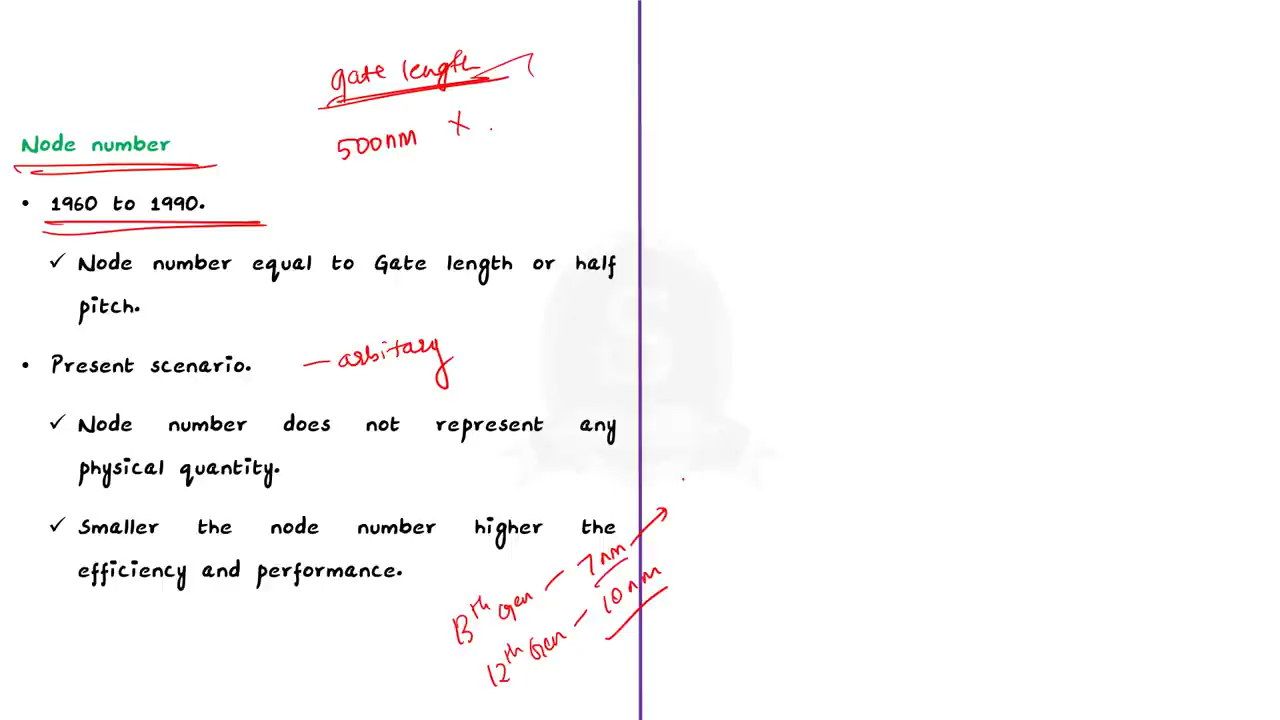 gate length
500nm x
Node number
• 1960 to 1990.
✓ Node number equal to Gate length or half
pitch.
• Present scenario. — arbitary
✓ Node number does not represent any
physical quantity.
✓ Smaller the node number higher the
efficiency and performance.
13th Gen — 7nm
12th Gen — 10nm